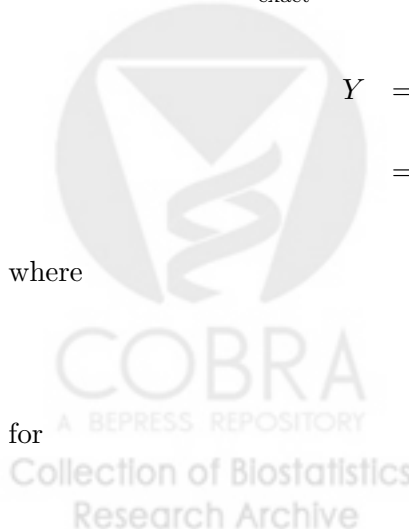 exact
Y =
=
where
COBRA
A BEPRESS REPOSITORY
for
Collection of Biostatistics
Research Archive